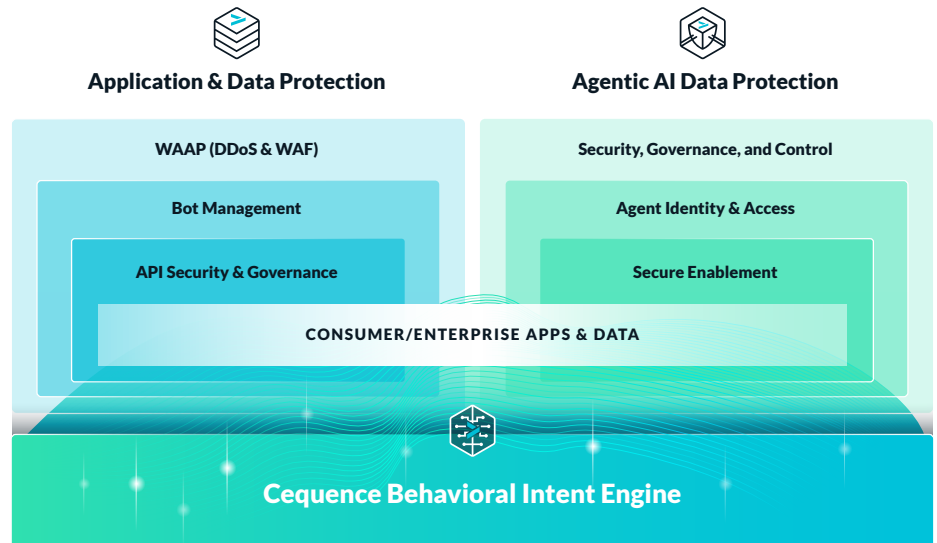 Application & Data Protection
Agentic AI Data Protection
WAAP (DDoS & WAF)
Security, Governance, and Control
Bot Management
Agent Identity & Access
API Security & Governance
Secure Enablement
CONSUMER/ENTERPRISE APPS & DATA
Cequence Behavioral Intent Engine